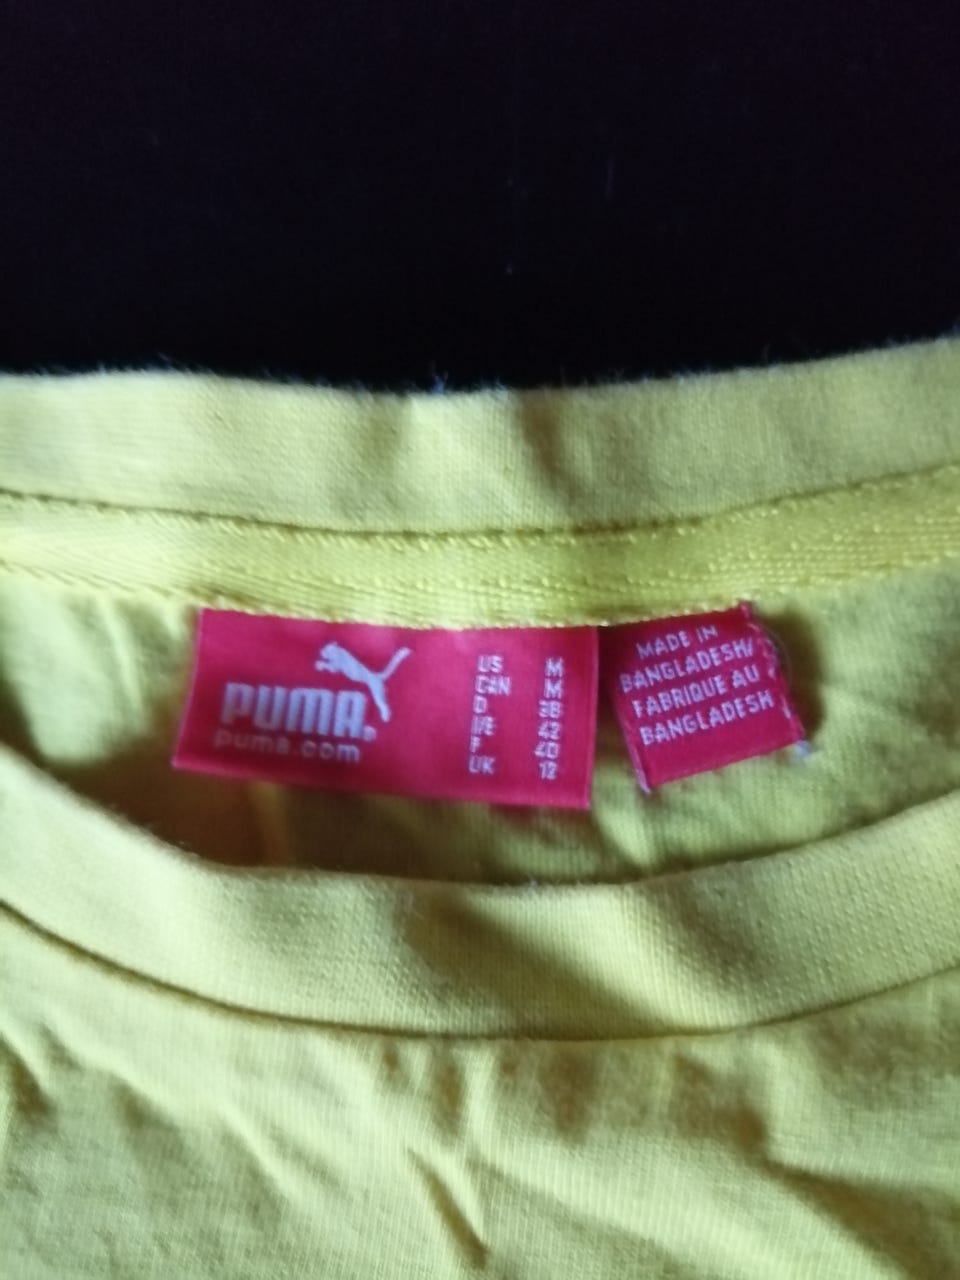 PUMA®
puma.com
US M
CAN M
D 38
I/E 42
F 40
UK 12
MADE IN
BANGLADESH/
FABRIQUE AU
BANGLADESH